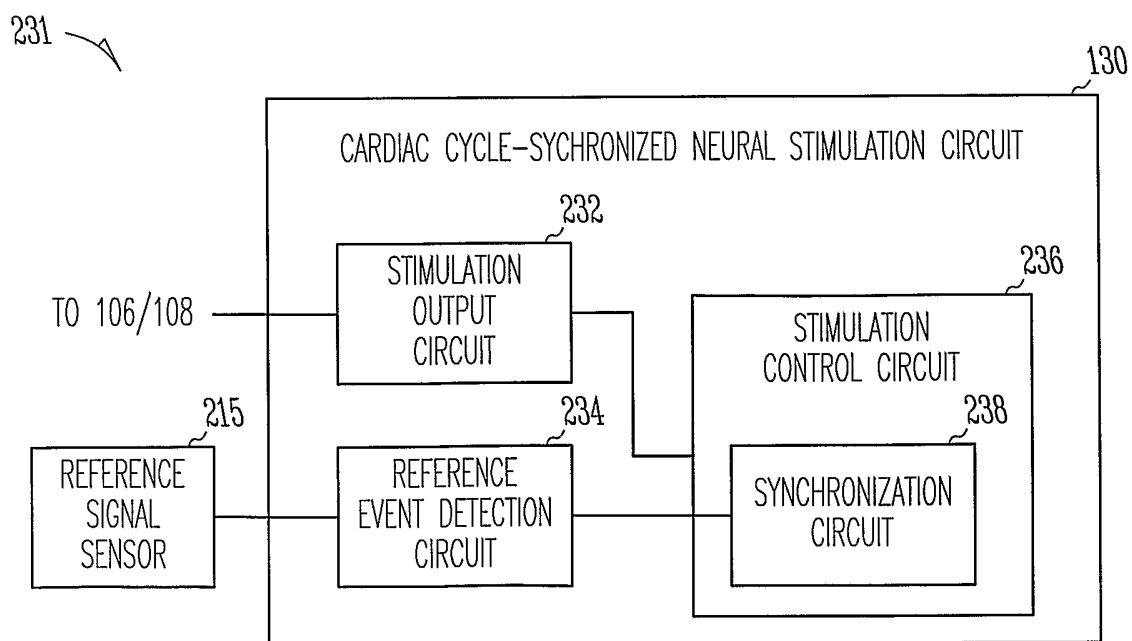 231
130
CARDIAC CYCLE-SYCHRONIZED NEURAL STIMULATION CIRCUIT
232
STIMULATION
OUTPUT
CIRCUIT
TO 106/108
236
STIMULATION
CONTROL CIRCUIT
215
REFERENCE
SIGNAL
SENSOR
234
REFERENCE
EVENT DETECTION
CIRCUIT
238
SYNCHRONIZATION
CIRCUIT